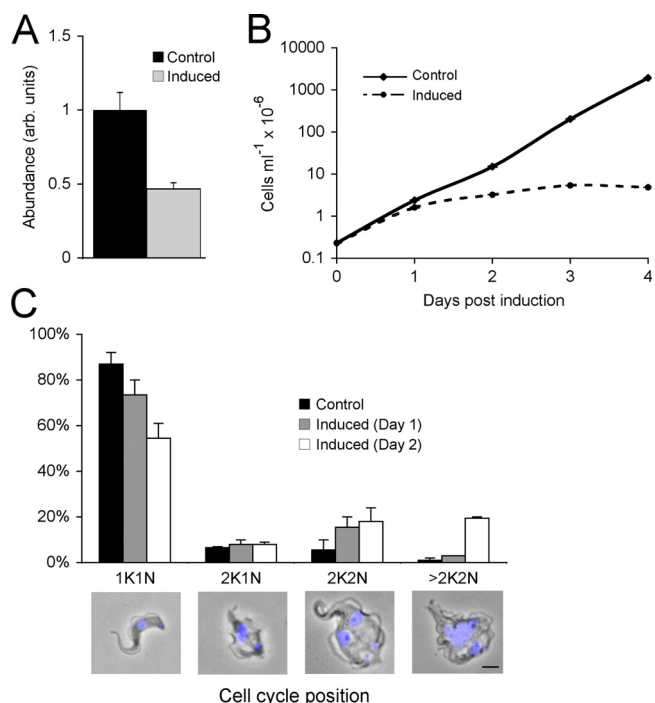 A
1.5
1
0.5
0
Abundance (arb. units)
Control
Induced
B
10000
1000
100
10
1
0.1
Cells ml⁻¹ x 10⁻⁶
Control
Induced
0 1 2 3 4
Days post induction
C
100%
80%
60%
40%
20%
0%
Control
Induced (Day 1)
Induced (Day 2)
1K1N 2K1N 2K2N >2K2N
Cell cycle position